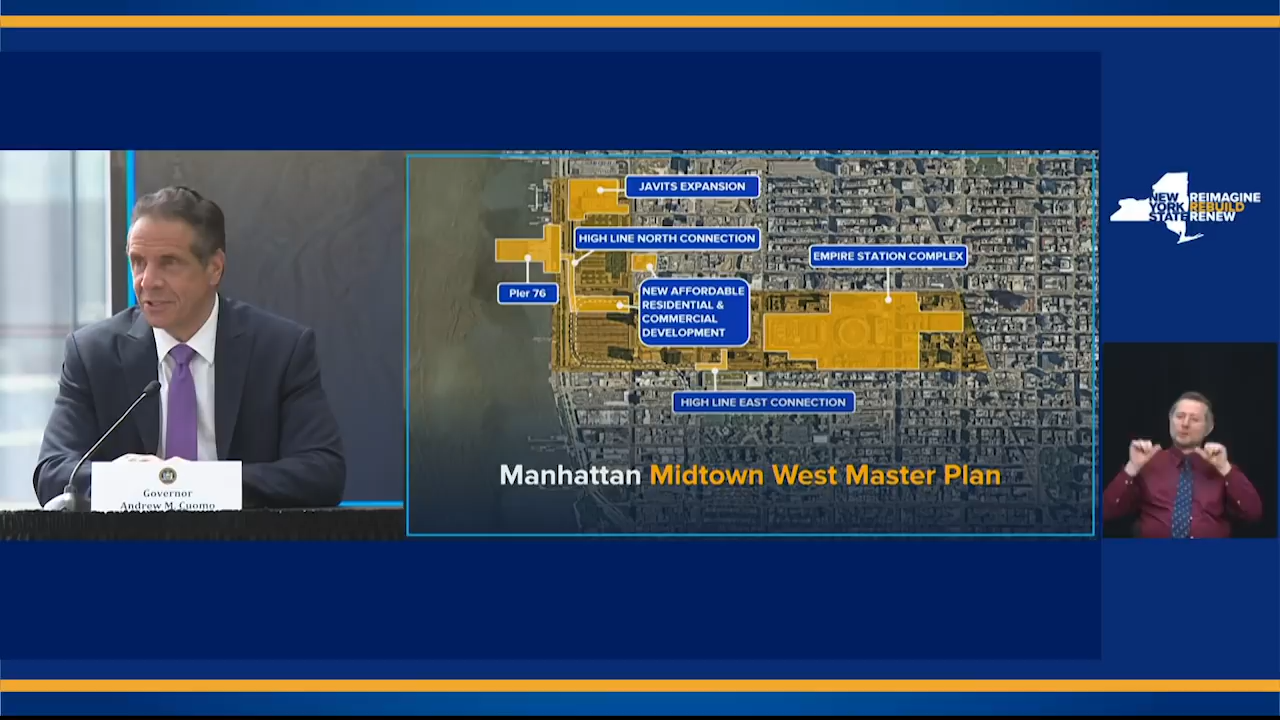 Governor
Andrew M. Cuomo
JAVITS EXPANSION
HIGH LINE NORTH CONNECTION
EMPIRE STATION COMPLEX
Pier 76
NEW AFFORDABLE
RESIDENTIAL &
COMMERCIAL
DEVELOPMENT
HIGH LINE EAST CONNECTION
Manhattan Midtown West Master Plan
NEW
YORK
STATE
REIMAGINE
REBUILD
RENEW